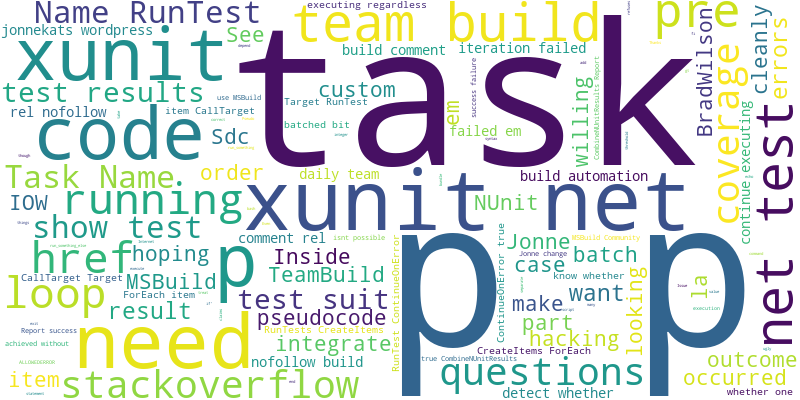 executing regardless
Name RunTest
team build
pre
jonnekats wordpress
See
build comment
iteration failed
xunit
task
test results
custom
em
BradWilson
cleanly
errors
rel nofollow
item CallTarget
use MSBuild
Target RunTest
batched bit
success failure
willing
CombineNUnitResults Report
coverage
code
Sdc
failed em
continue executing
net test
Task Name
order
daily team
build automation
IOW
running
xunit net
NUnit
show test
comment rel
isnt possible
MSBuild Community
Jonne
Jonne change
batch
href
hoping
Inside
p
p p
CallTarget Target
MSBuild
TeamBuild
case
know whether
la
loop
ForEach item
test suit
RunTest ContinueOnError
ContinueOnError true
make
want
looking
result
pseudocode
part
hacking
Report success
need
RunTests CreateItems
integrate
CreateItems ForEach
outcome
achieved without
nofollow build
true CombineNUnitResults
questions
occurred
item
ALLOWEDERROR
stackoverflow
detect whether
whether one